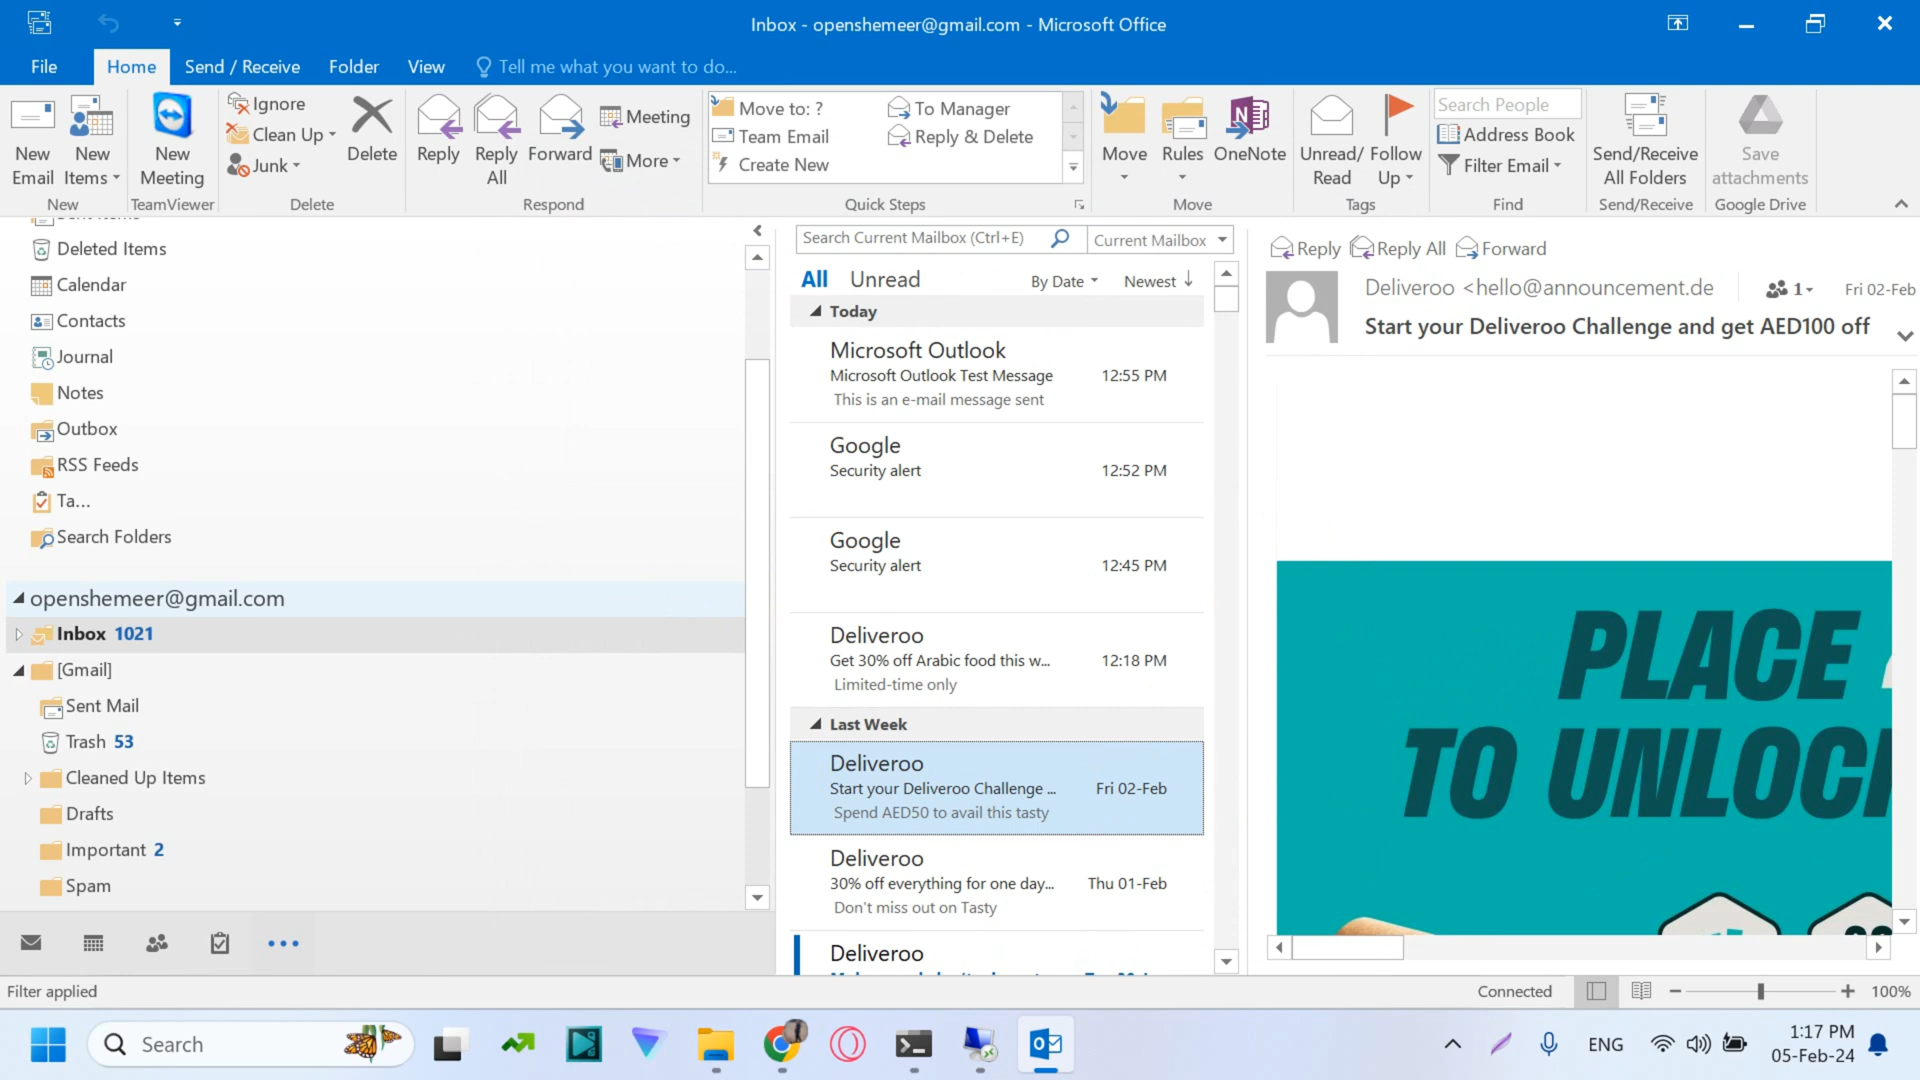 Inbox - openshemeer@gmail.com - Microsoft Office
File
Home
Send / Receive
Folder
View
Tell me what you want to do...
New
Email
New
Items
New
New
Meeting
TeamViewer
Ignore
Clean Up
Junk
Delete
Delete
Reply
Reply
All
Forward
Meeting
More
Respond
Move to: ?
Team Email
Create New
To Manager
Reply & Delete
Quick Steps
Move
Rules
OneNote
Move
Unread/
Read
Follow
Up
Tags
Search People
Address Book
Filter Email
Find
Send/Receive
All Folders
Send/Receive
Save
attachments
Google Drive
Deleted Items
Calendar
Contacts
Journal
Notes
Outbox
RSS Feeds
Ta...
Search Folders
openshemeer@gmail.com
Inbox 1021
[Gmail]
Sent Mail
Trash 53
Cleaned Up Items
Drafts
Important 2
Spam
Search Current Mailbox (Ctrl+E)
Current Mailbox
All
Unread
By Date
Newest
Today
Microsoft Outlook
Microsoft Outlook Test Message 12:55 PM
This is an e-mail message sent
Google
Security alert 12:52 PM
Google
Security alert 12:45 PM
Deliveroo
Get 30% off Arabic food this w... 12:18 PM
Limited-time only
Last Week
Deliveroo
Start your Deliveroo Challenge ... Fri 02-Feb
Spend AED50 to avail this tasty
Deliveroo
30% off everything for one day... Thu 01-Feb
Don't miss out on Tasty
Deliveroo
Reply
Reply All
Forward
Deliveroo <hello@announcement.de
1
Fri 02-Feb
Start your Deliveroo Challenge and get AED100 off
PLACE
TO UNLOCK
Filter applied
Connected
100%
Search
ENG
1:17 PM
05-Feb-24